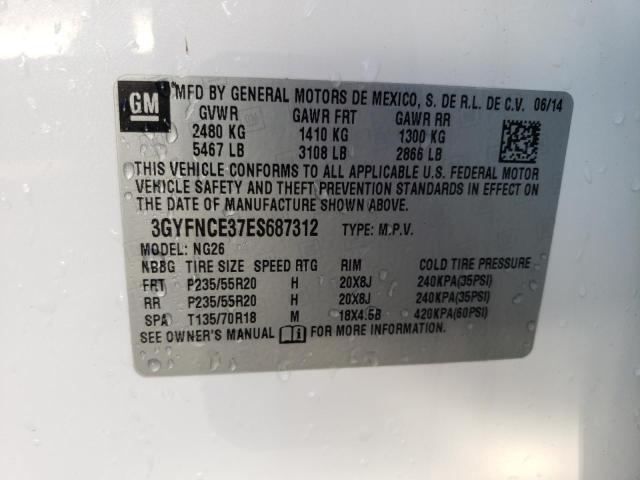 GM
MFD BY GENERAL MOTORS DE MEXICO, S. DE R.L. DE C.V. 06/14
GVWR GAWR FRT GAWR RR
2480 KG 1410 KG 1300 KG
5467 LB 3108 LB 2866 LB
THIS VEHICLE CONFORMS TO ALL APPLICABLE U.S. FEDERAL MOTOR
VEHICLE SAFETY AND THEFT PREVENTION STANDARDS IN EFFECT ON
THE DATE OF MANUFACTURE SHOWN ABOVE.
3GYFNCE37ES687312 TYPE: M.P.V.
MODEL: NG26
NB8G TIRE SIZE SPEED RTG RIM COLD TIRE PRESSURE
FRT P235/55R20 H 20X8J 240KPA(35PSI)
RR P235/55R20 H 20X8J 240KPA(35PSI)
SPA T135/70R18 M 18X4.5B 420KPA(60PSI)
SEE OWNER'S MANUAL FOR MORE INFORMATION.